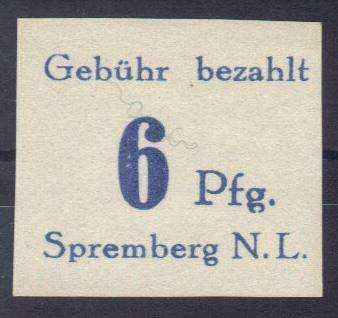 Gebühr bezahlt
6 Pfg.
Spremberg N.L.